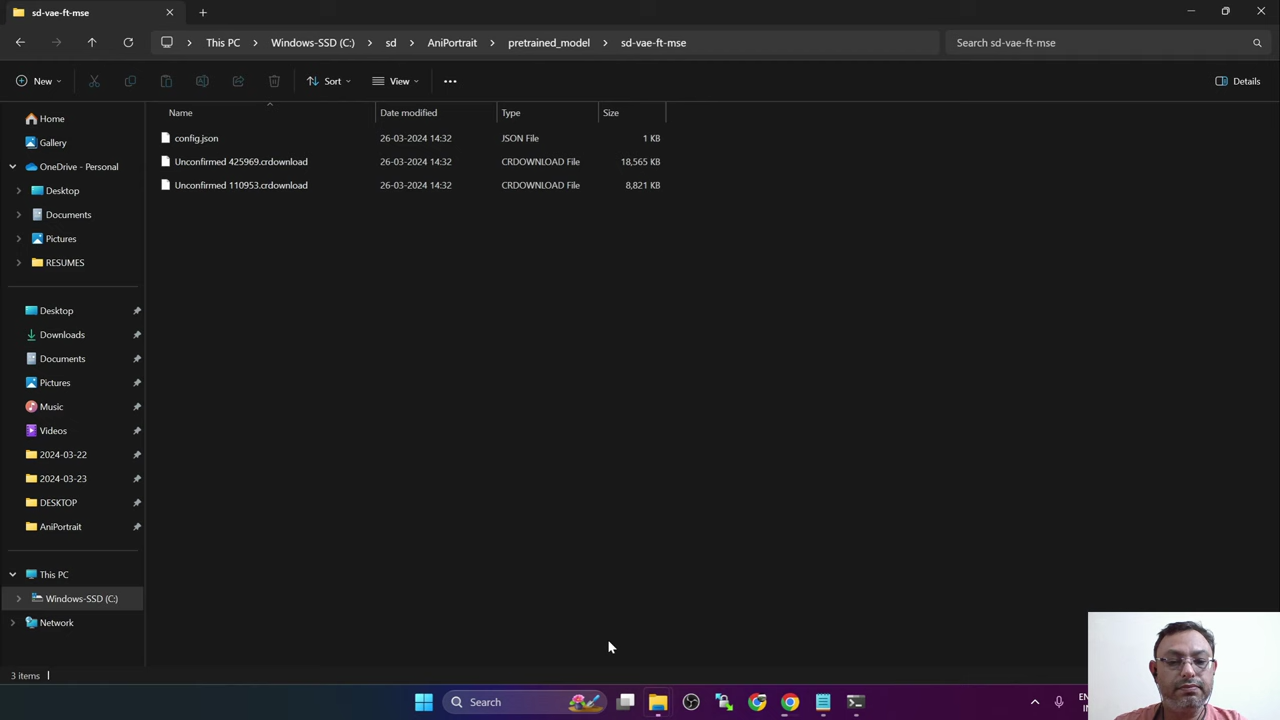 sd-vae-ft-mse
This PC > Windows-SSD (C:) > sd > AniPortrait > pretrained_model > sd-vae-ft-mse
Search sd-vae-ft-mse
New
Sort
View
Details
Name Date modified Type Size
config.json 26-03-2024 14:32 JSON File 1 KB
Unconfirmed 425969.crdownload 26-03-2024 14:32 CRDOWNLOAD File 18,565 KB
Unconfirmed 110953.crdownload 26-03-2024 14:32 CRDOWNLOAD File 8,821 KB
Home
Gallery
OneDrive - Personal
Desktop
Documents
Pictures
RESUMES
Desktop
Downloads
Documents
Pictures
Music
Videos
2024-03-22
2024-03-23
DESKTOP
AniPortrait
This PC
Windows-SSD (C:)
Network
3 items
Search